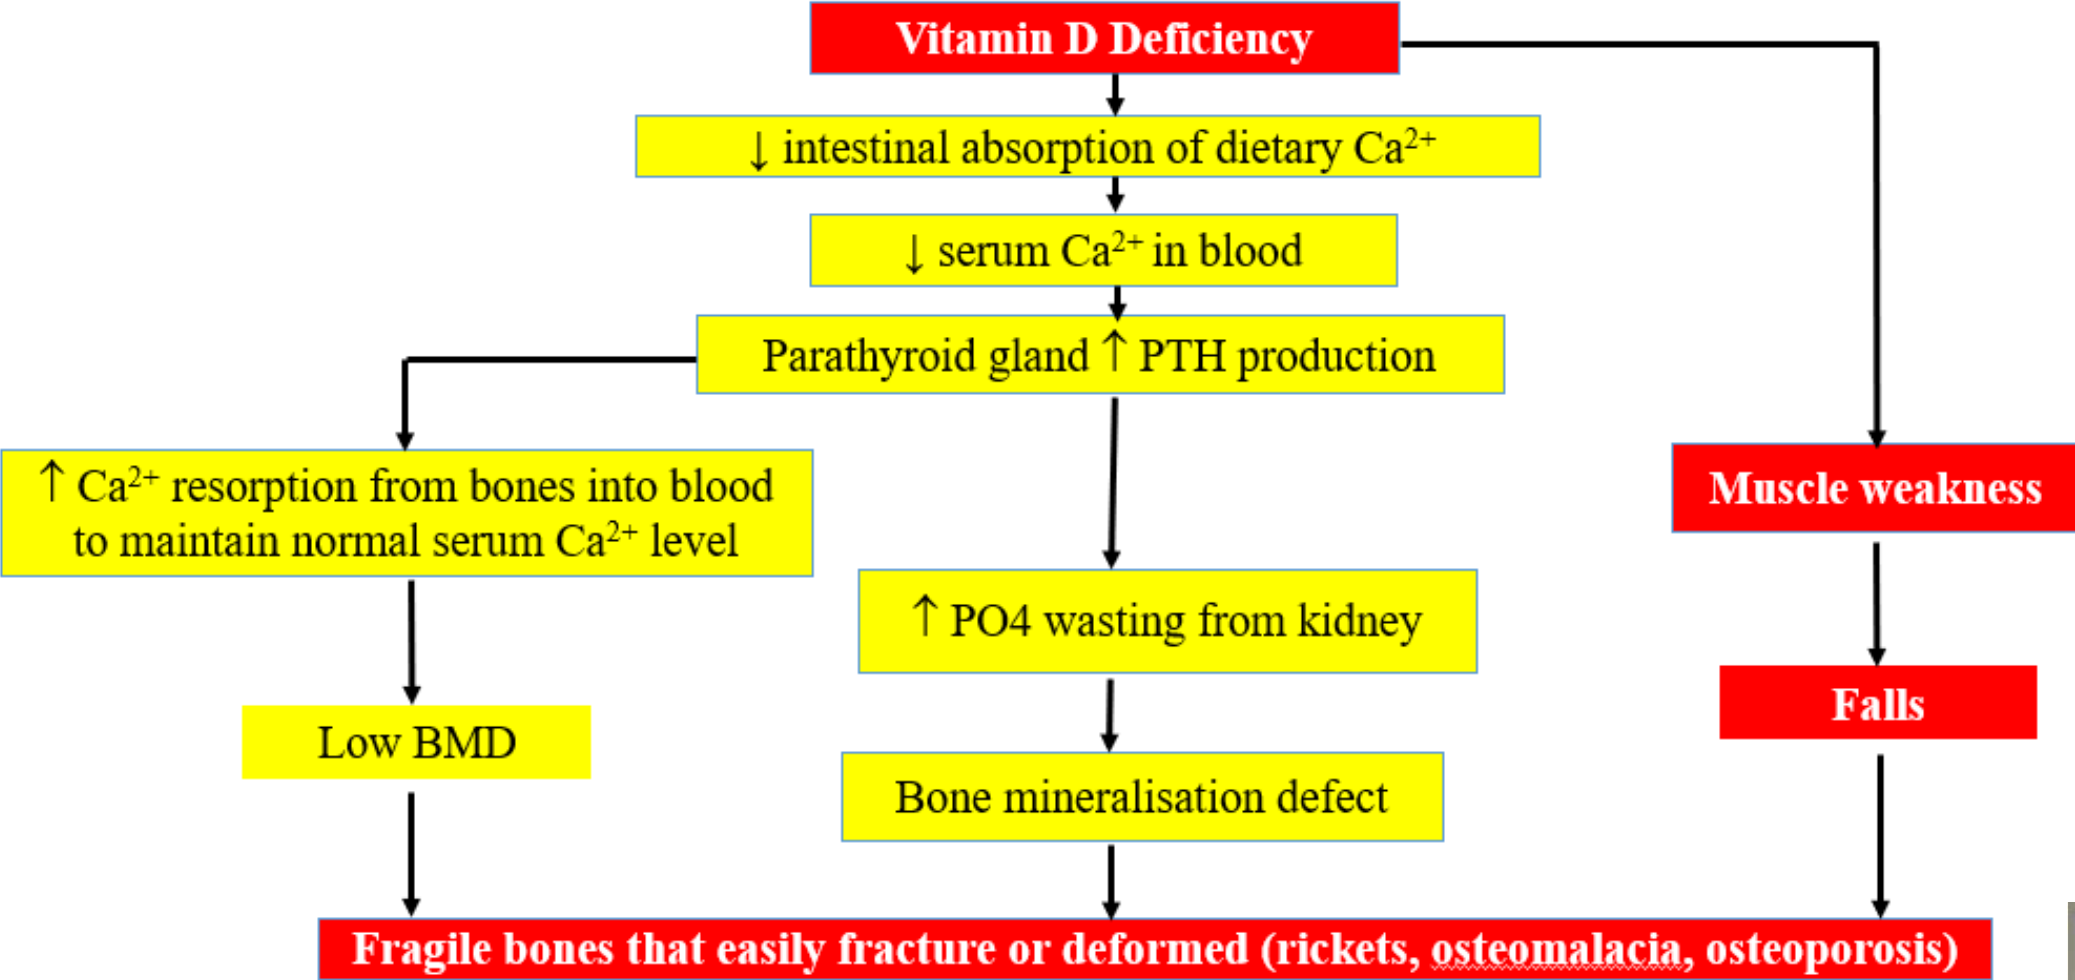 Vitamin D Deficiency
↓ intestinal absorption of dietary Ca²⁺
↓ serum Ca²⁺ in blood
Parathyroid gland ↑ PTH production
↑ Ca²⁺ resorption from bones into blood
to maintain normal serum Ca²⁺ level
Muscle weakness
↑ PO4 wasting from kidney
Falls
Low BMD
Bone mineralisation defect
Fragile bones that easily fracture or deformed (rickets, osteomalacia, osteoporosis)